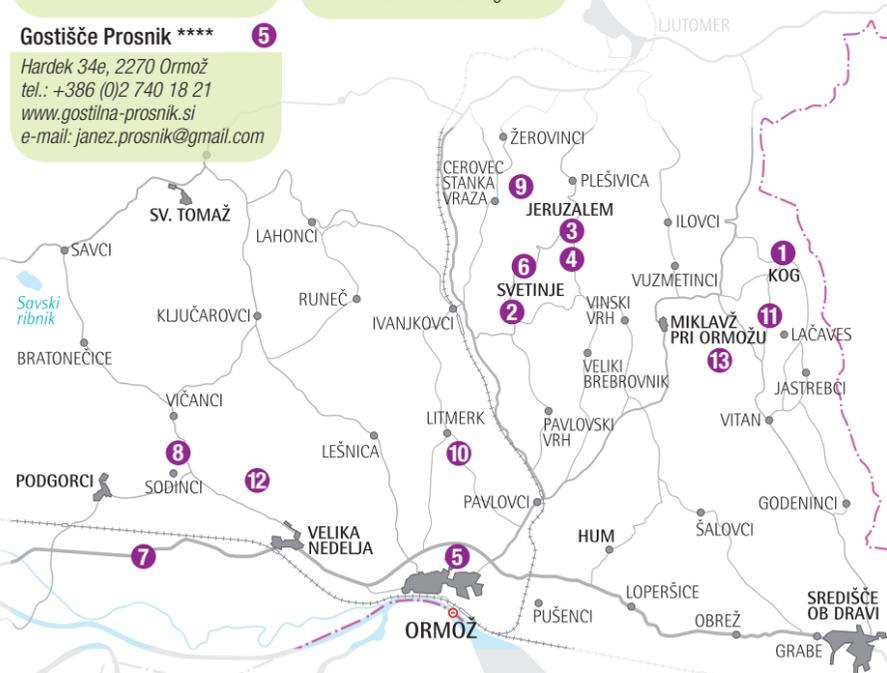 LJUTOMER
Gostišče Prosnik **** 5
Hardek 34e, 2270 Ormož
tel.: +386 (0)2 740 18 21
www.gostilna-prosnik.si
e-mail: janez.prosnik@gmail.com
ŽEROVINCI
CEROVEC
STANKA
VRAZA
9
PLEŠIVICA
JERUZALEM
3
4
SV. TOMAŽ
LAHONCI
ILOVCI
SAVCI
1
KOG
6
SVETINJE
2
VUZMETINCI
Savski
ribnik
RUNEČ
KLJUČAROVCI
IVANJKOVCI
VINSKI
VRH
MIKLAVŽ
PRI ORMOŽU
13
11
LAČAVES
BRATONEČICE
VELIKI
BREBROVNIK
JASTREBCI
VIČANCI
LITMERK
10
PAVLOVSKI
VRH
VITAN
8
SODINCI
LEŠNICA
PODGORCI
12
PAVLOVCI
GODENINCI
ŠALOVCI
VELIKA
NEDELJA
HUM
7
5
LOPERŠICE
PUŠENCI
ORMOŽ
OBREŽ
SREDIŠČE
OB DRAVI
GRABE